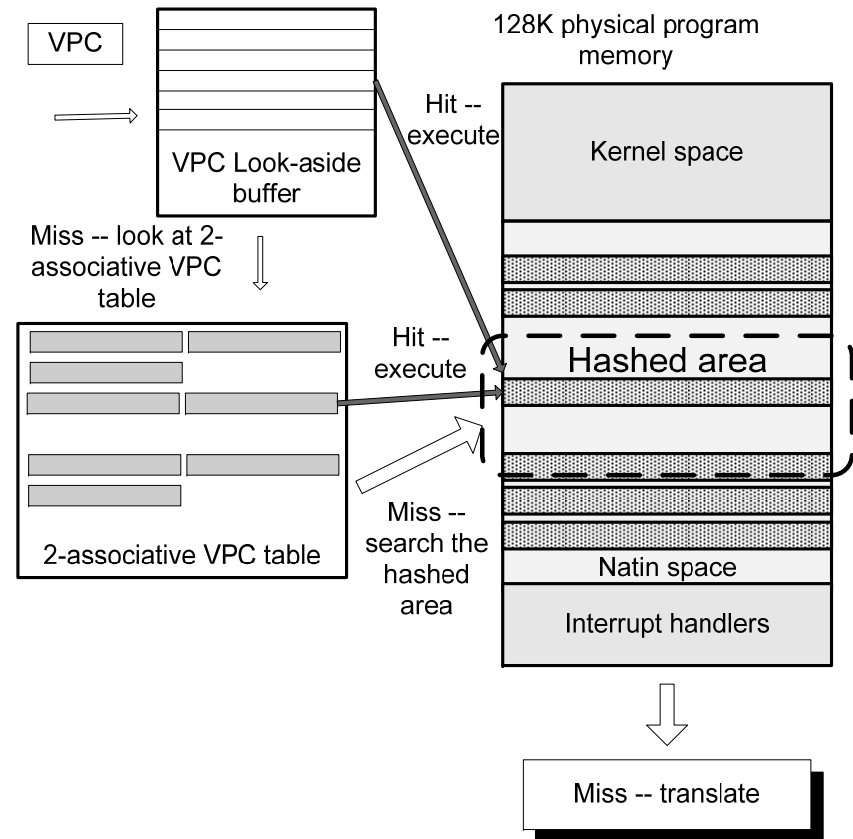 VPC
VPC Look-aside
buffer
128K physical program
memory
Hit --
execute
Kernel space
Miss -- look at 2-
associative VPC
table
Hit --
execute
Hashed area
2-associative VPC table
Miss --
search the
hashed
area
Natin space
Interrupt handlers
Miss -- translate